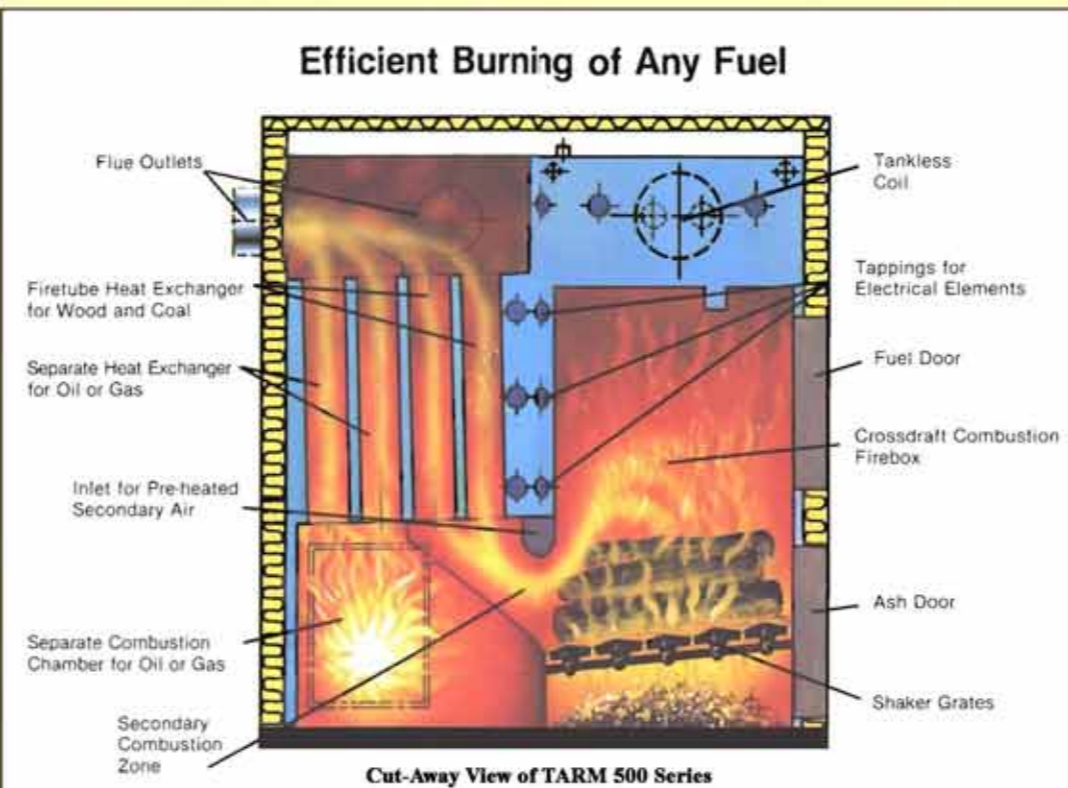 Efficient Burning of Any Fuel
Flue Outlets
Firetube Heat Exchanger
for Wood and Coal
Separate Heat Exchanger
for Oil or Gas
Inlet for Pre-heated
Secondary Air
Separate Combustion
Chamber for Oil or Gas
Secondary
Combustion
Zone
Tankless
Coil
Tappings for
Electrical Elements
Fuel Door
Crossdraft Combustion
Firebox
Ash Door
Shaker Grates
Cut-Away View of TARM 500 Series